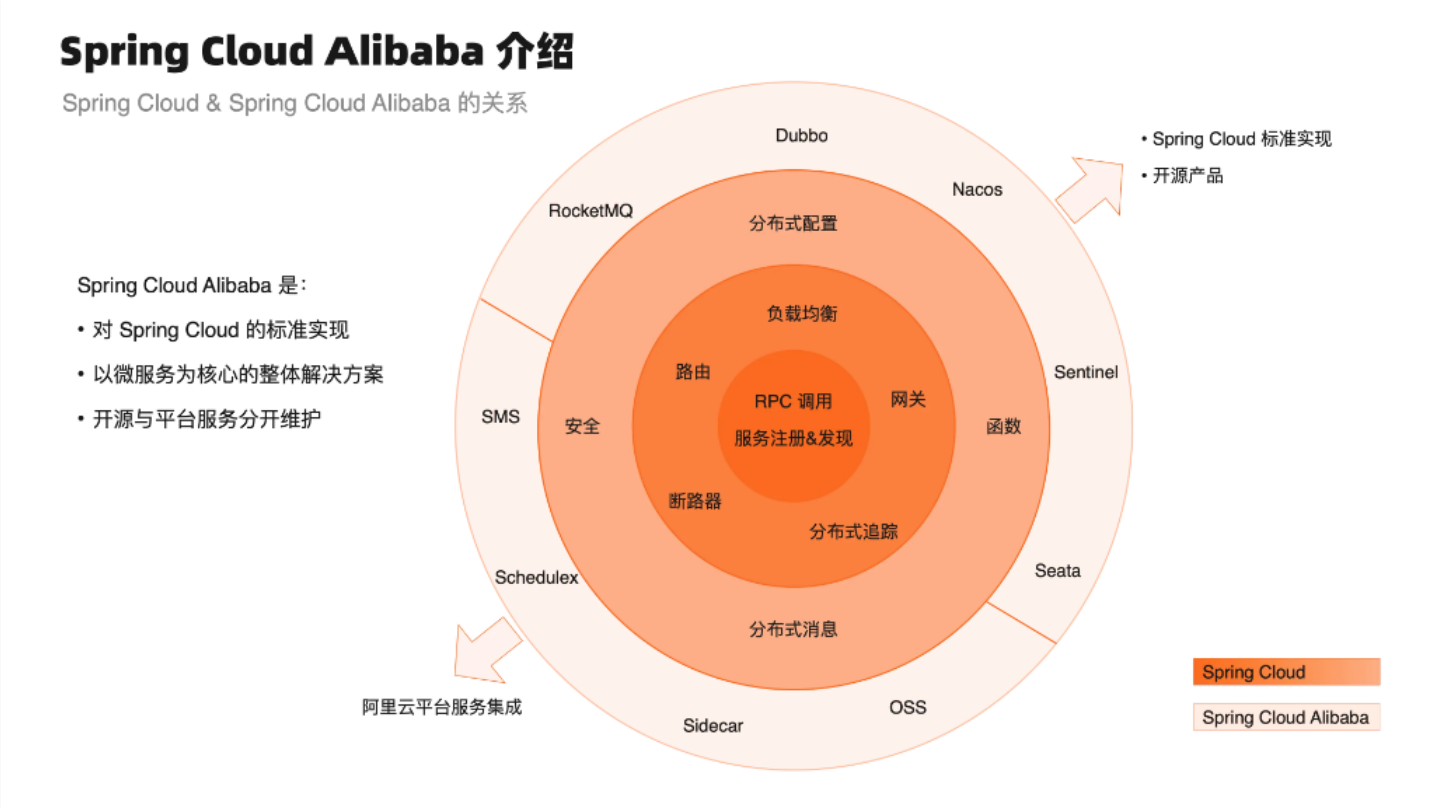 Spring Cloud Alibaba 介绍
Spring Cloud & Spring Cloud Alibaba 的关系
Spring Cloud Alibaba 是：
• 对 Spring Cloud 的标准实现
• 以微服务为核心的整体解决方案
• 开源与平台服务分开维护
Dubbo
Nacos
RocketMQ
• Spring Cloud 标准实现
• 开源产品
分布式配置
负载均衡
路由
网关
RPC 调用
服务注册&发现
Sentinel
SMS
安全
函数
断路器
分布式追踪
Schedulex
Seata
分布式消息
阿里云平台服务集成
Sidecar
OSS
Spring Cloud
Spring Cloud Alibaba